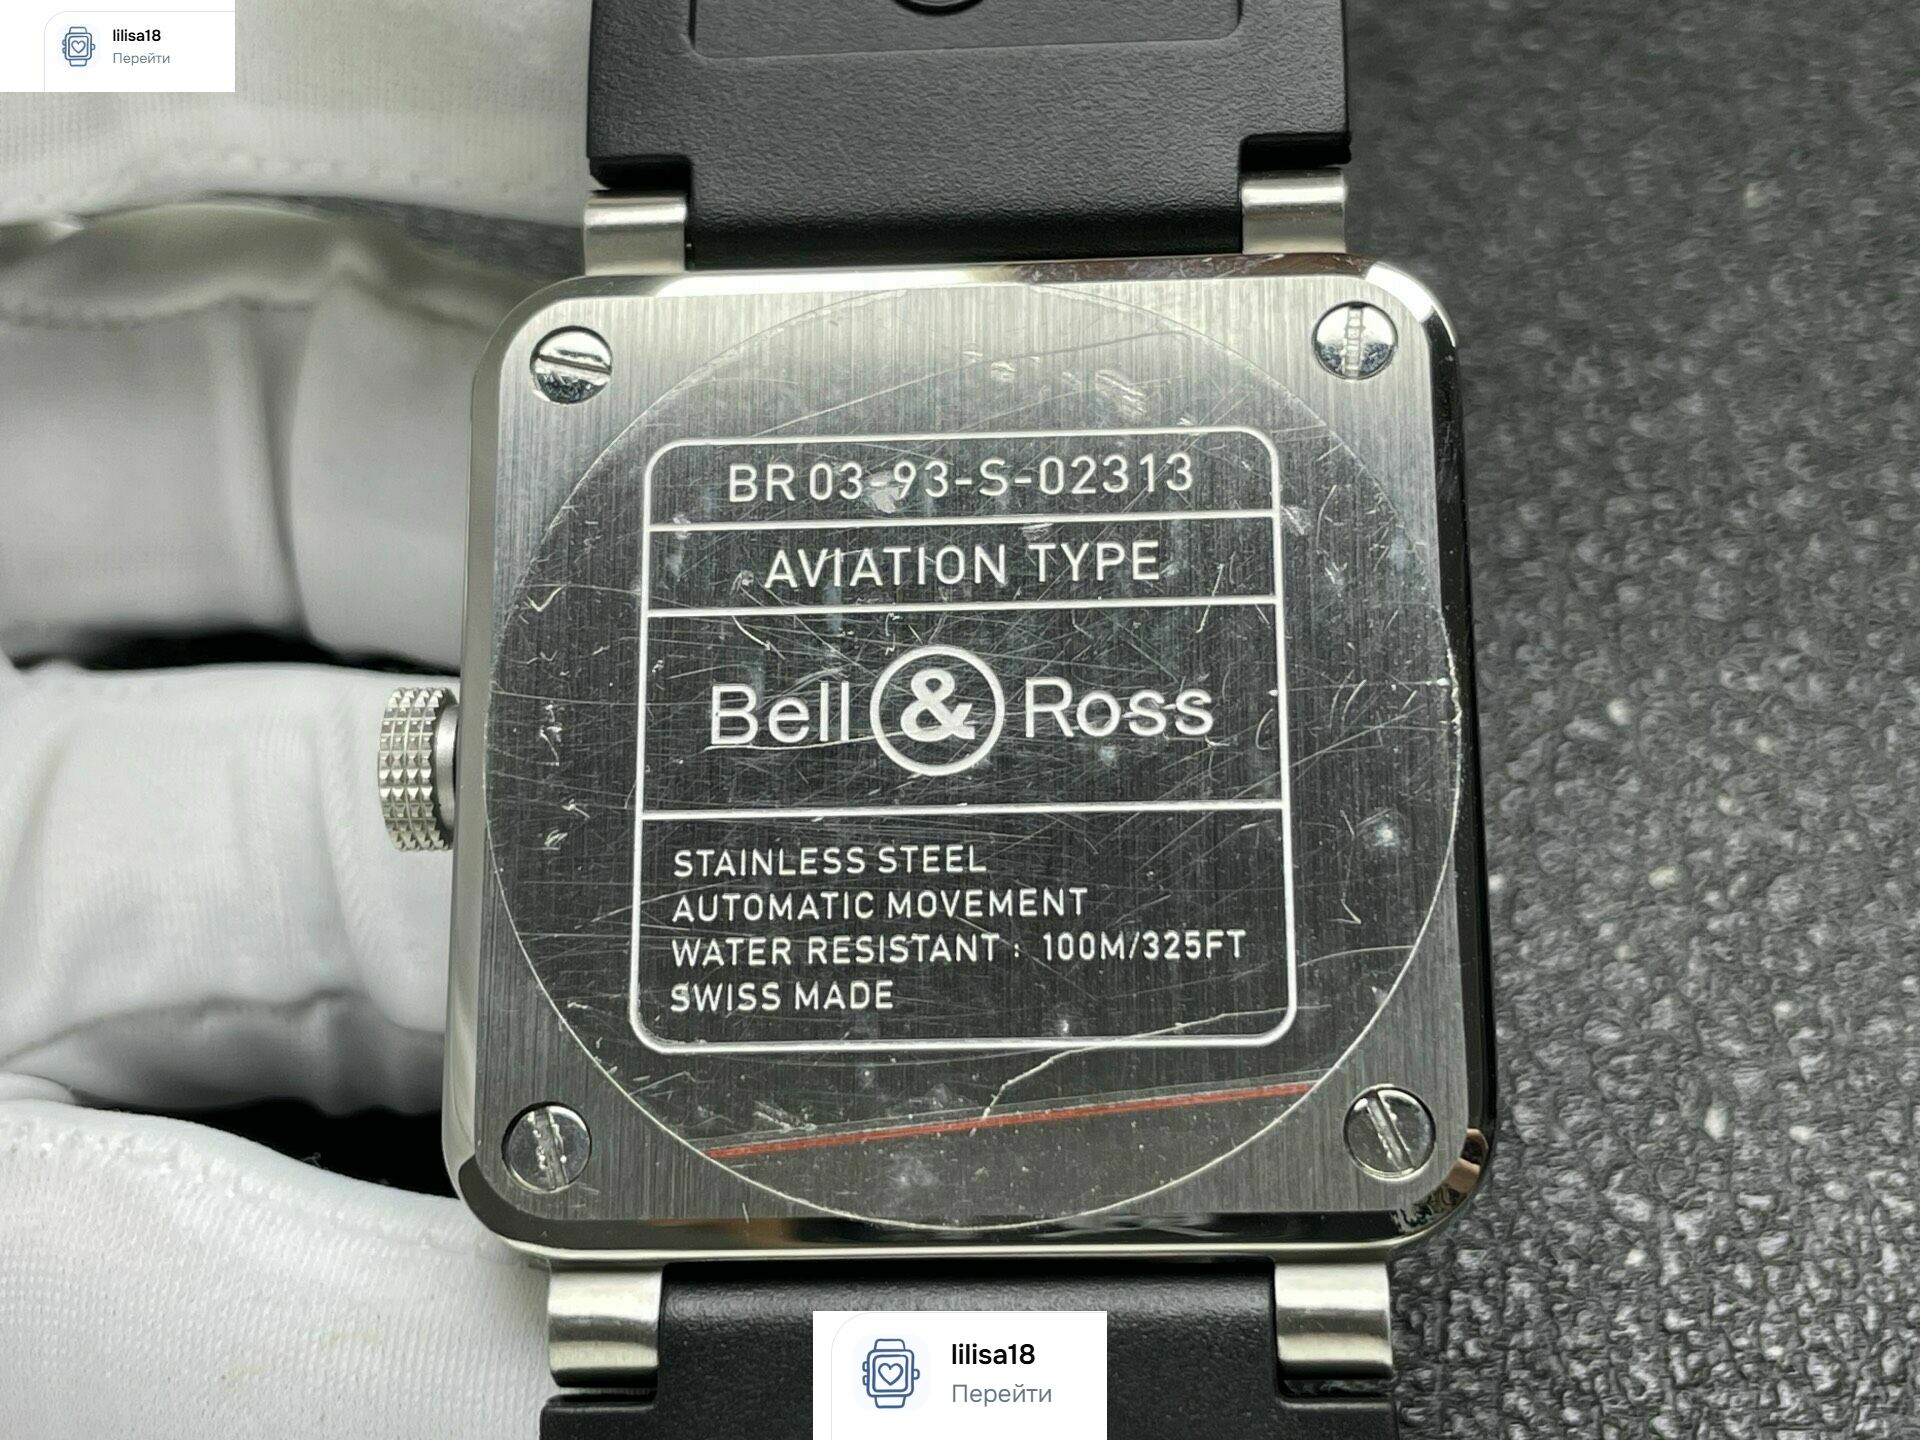 lilisa18
Перейти
BR 03-93-S-02313
AVIATION TYPE
Bell & Ross
STAINLESS STEEL
AUTOMATIC MOVEMENT
WATER RESISTANT : 100M/325FT
SWISS MADE
lilisa18
Перейти